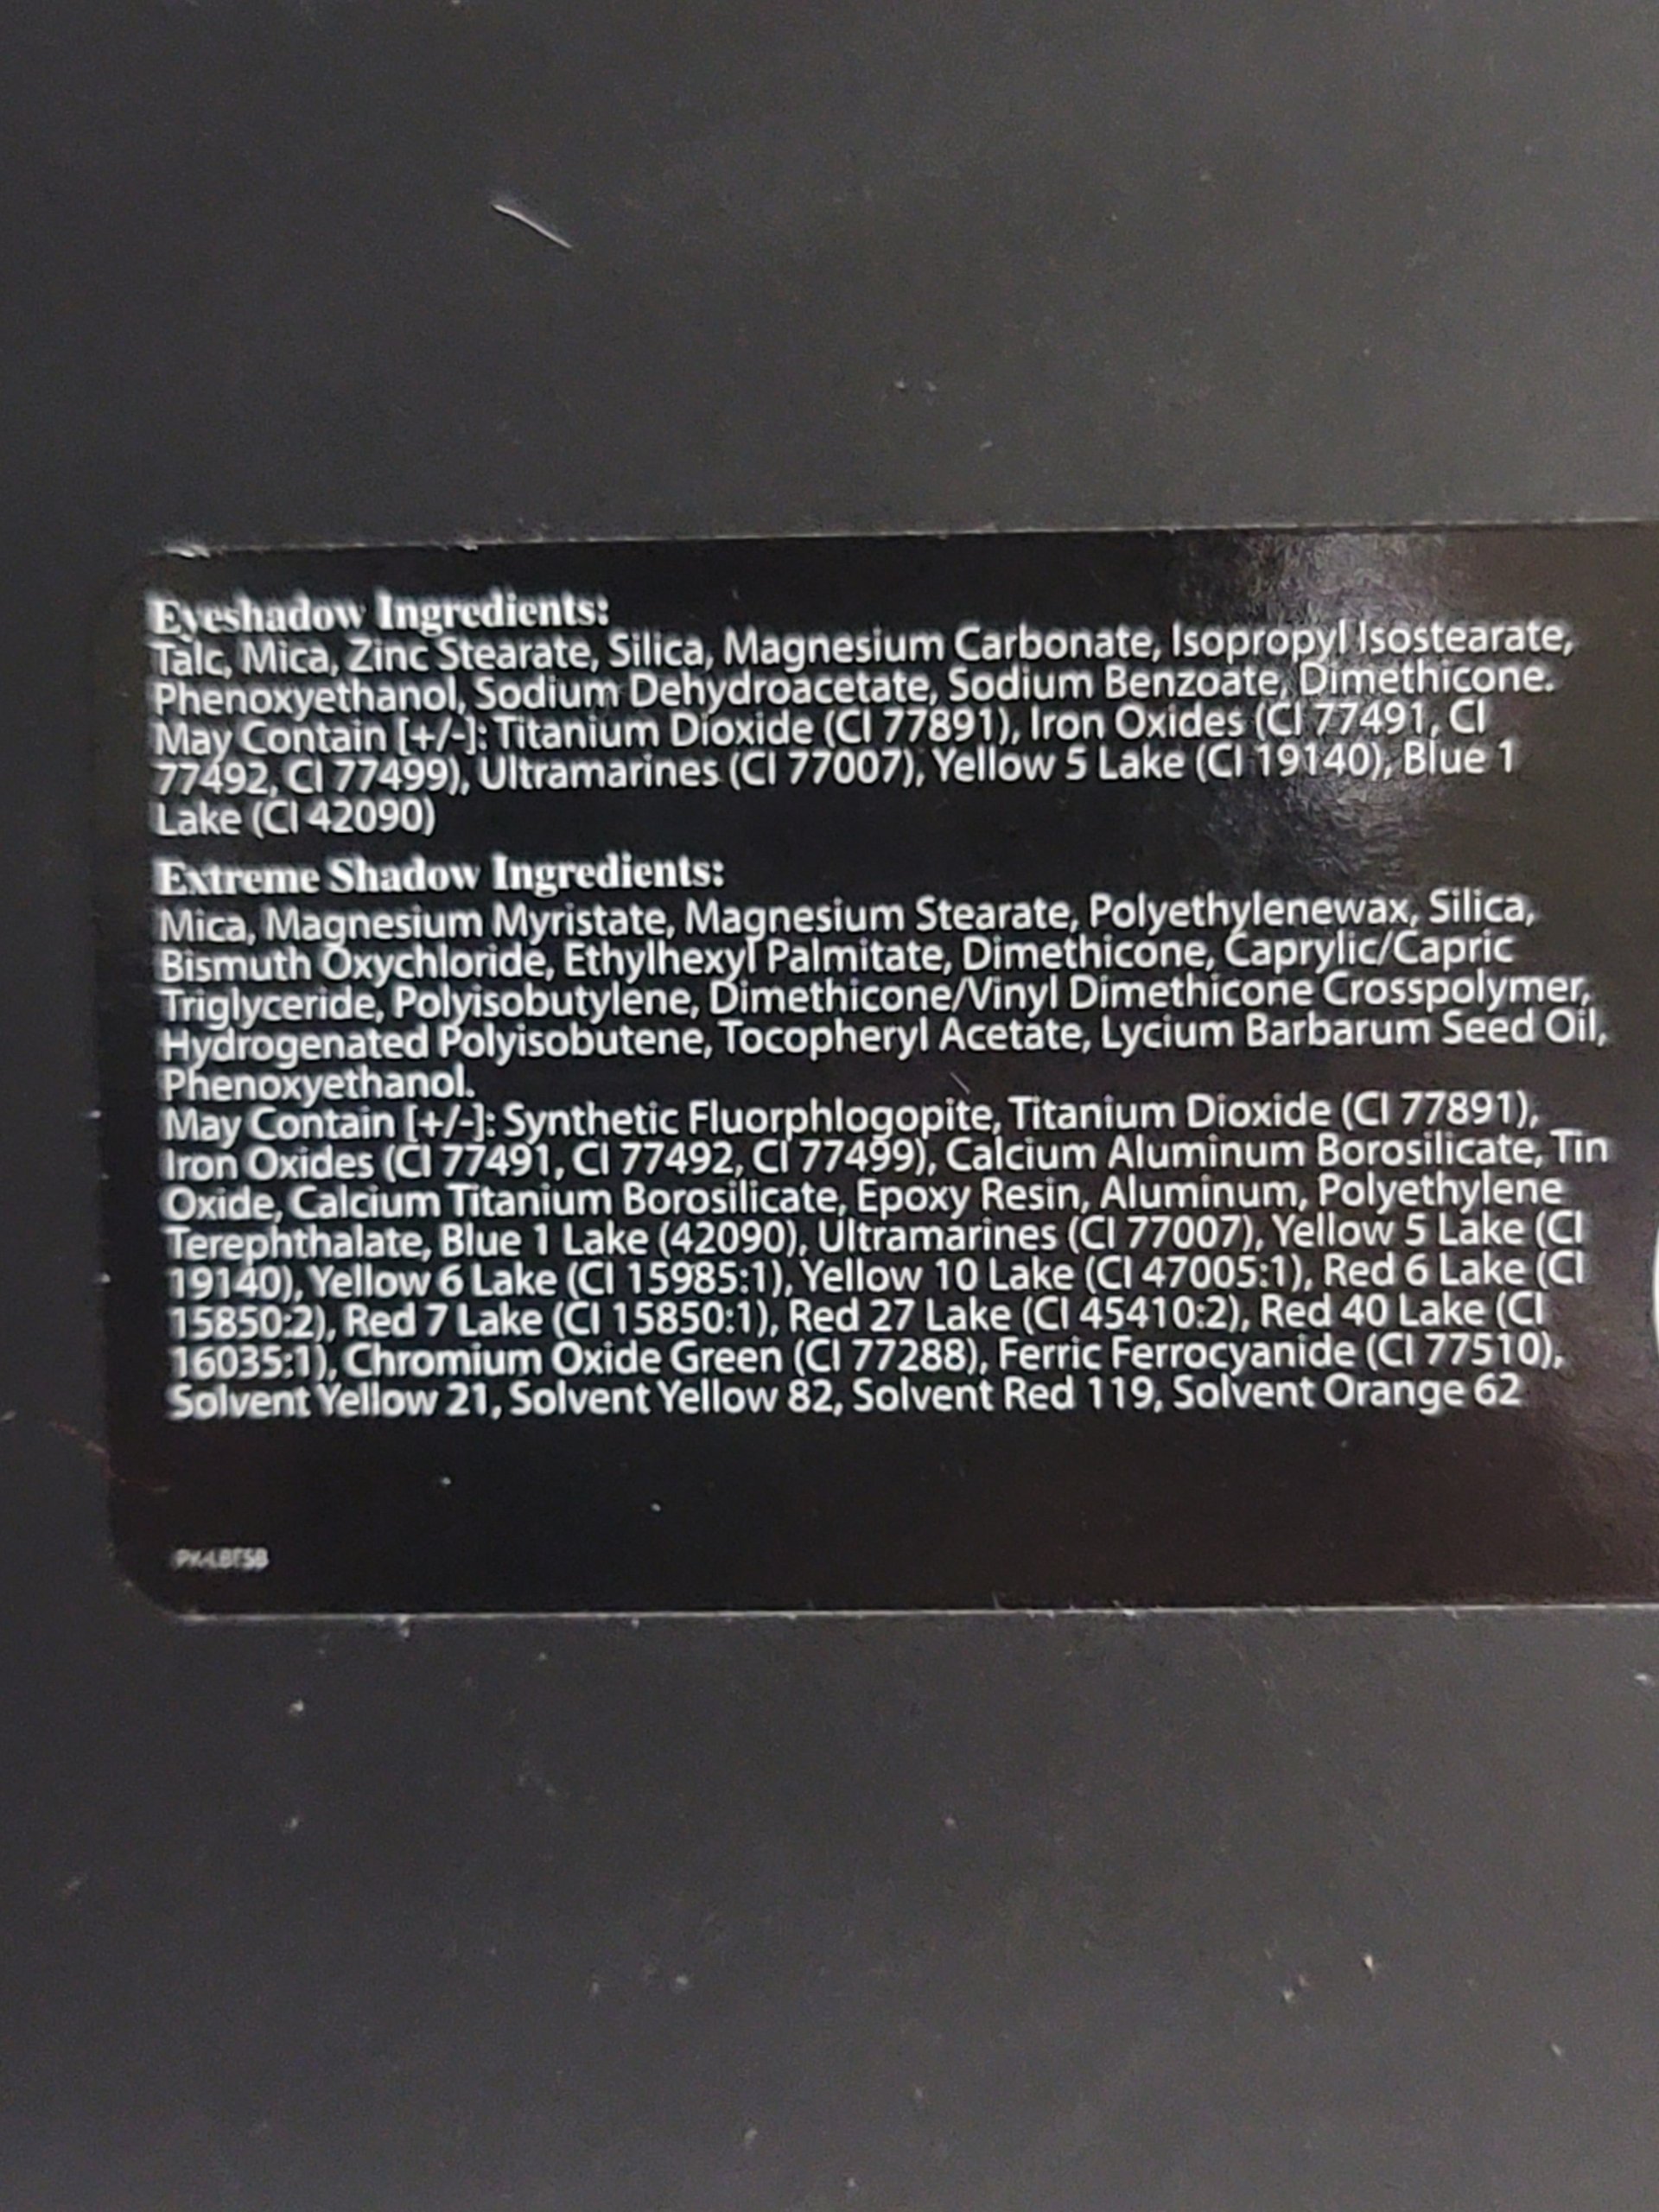 Eyeshadow Ingredients:
Talc, Mica, Zinc Stearate, Silica, Magnesium Carbonate, Isopropyl Isostearate,
Phenoxyethanol, Sodium Dehydroacetate, Sodium Benzoate, Dimethicone.
May Contain [+/-]: Titanium Dioxide (CI 77891), Iron Oxides (CI 77491, CI
77492, CI 77499), Ultramarines (CI 77007), Yellow 5 Lake (CI 19140), Blue 1
Lake (CI 42090)
Extreme Shadow Ingredients:
Mica, Magnesium Myristate, Magnesium Stearate, Polyethylenewax, Silica,
Bismuth Oxychloride, Ethylhexyl Palmitate, Dimethicone, Caprylic/Capric
Triglyceride, Polyisobutylene, Dimethicone/Vinyl Dimethicone Crosspolymer,
Hydrogenated Polyisobutene, Tocopheryl Acetate, Lycium Barbarum Seed Oil,
Phenoxyethanol.
May Contain [+/-]: Synthetic Fluorphlogopite, Titanium Dioxide (CI 77891),
Iron Oxides (CI 77491, CI 77492, CI 77499), Calcium Aluminum Borosilicate, Tin
Oxide, Calcium Titanium Borosilicate, Epoxy Resin, Aluminum, Polyethylene
Terephthalate, Blue 1 Lake (42090), Ultramarines (CI 77007), Yellow 5 Lake (CI
19140), Yellow 6 Lake (CI 15985:1), Yellow 10 Lake (CI 47005:1), Red 6 Lake (CI
15850:2), Red 7 Lake (CI 15850:1), Red 27 Lake (CI 45410:2), Red 40 Lake (CI
16035:1), Chromium Oxide Green (CI 77288), Ferric Ferrocyanide (CI 77510),
Solvent Yellow 21, Solvent Yellow 82, Solvent Red 119, Solvent Orange 62